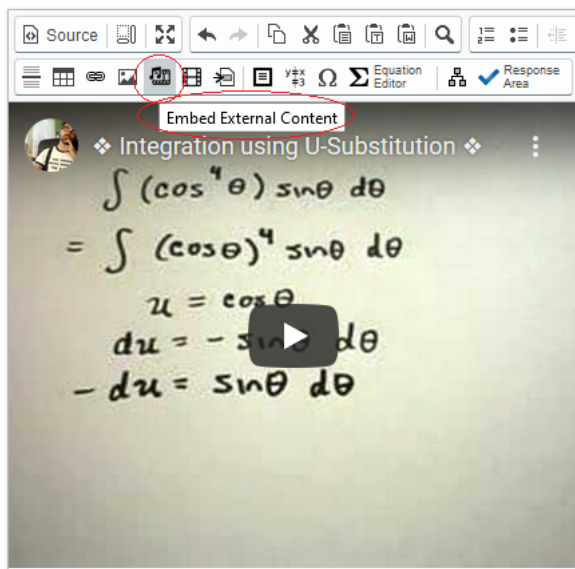 Source
Ω Σ Equation Editor Response Area
Embed External Content
❖ Integration using U-Substitution ❖
∫ (cos⁴θ) sinθ dθ
= ∫ (cosθ)⁴ sinθ dθ
u = cosθ
du = - sinθ dθ
- du = sinθ dθ